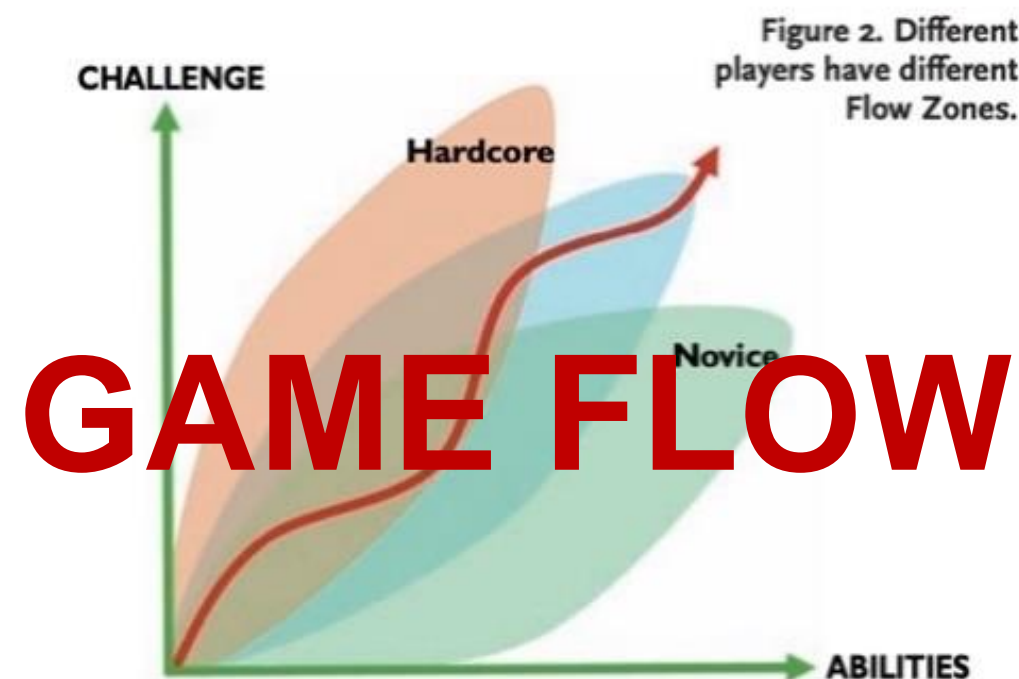 Figure 2. Different
players have different
Flow Zones.
CHALLENGE
Hardcore
Novice
GAME FLOW
ABILITIES